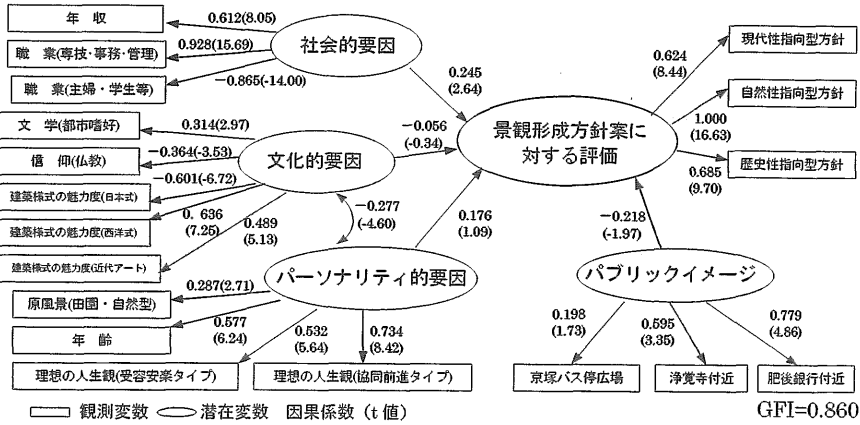 年　収
0.612(8.05)
職　業(専技・事務・管理)
0.928(15.69)
職　業(主婦・学生等)
−0.865(-14.00)
社会的要因
0.245
(2.64)
文　学(都市嗜好)
0.314(2.97)
信　仰(仏教)
−0.364(-3.53)
建築様式の魅力度(日本式)
−0.601(-6.72)
建築様式の魅力度(西洋式)
0.636
(7.25)
建築様式の魅力度(近代アート)
0.489
(5.13)
文化的要因
−0.056
(-0.34)
−0.277
(-4.60)
景観形成方針案に
対する評価
0.624
(8.44)
現代性指向型方針
1.000
(16.63)
自然性指向型方針
0.685
(9.70)
歴史性指向型方針
0.176
(1.09)
−0.218
(-1.97)
パーソナリティ的要因
原風景(田園・自然型)
0.287(2.71)
年　齢
0.577
(6.24)
0.532
(5.64)
0.734
(8.42)
理想の人生観(受容安楽タイプ)
理想の人生観(協同前進タイプ)
パブリックイメージ
0.198
(1.73)
0.595
(3.35)
0.779
(4.86)
京塚バス停広場
浄覚寺付近
肥後銀行付近
観測変数　潜在変数　因果係数（t 値）
GFI=0.860